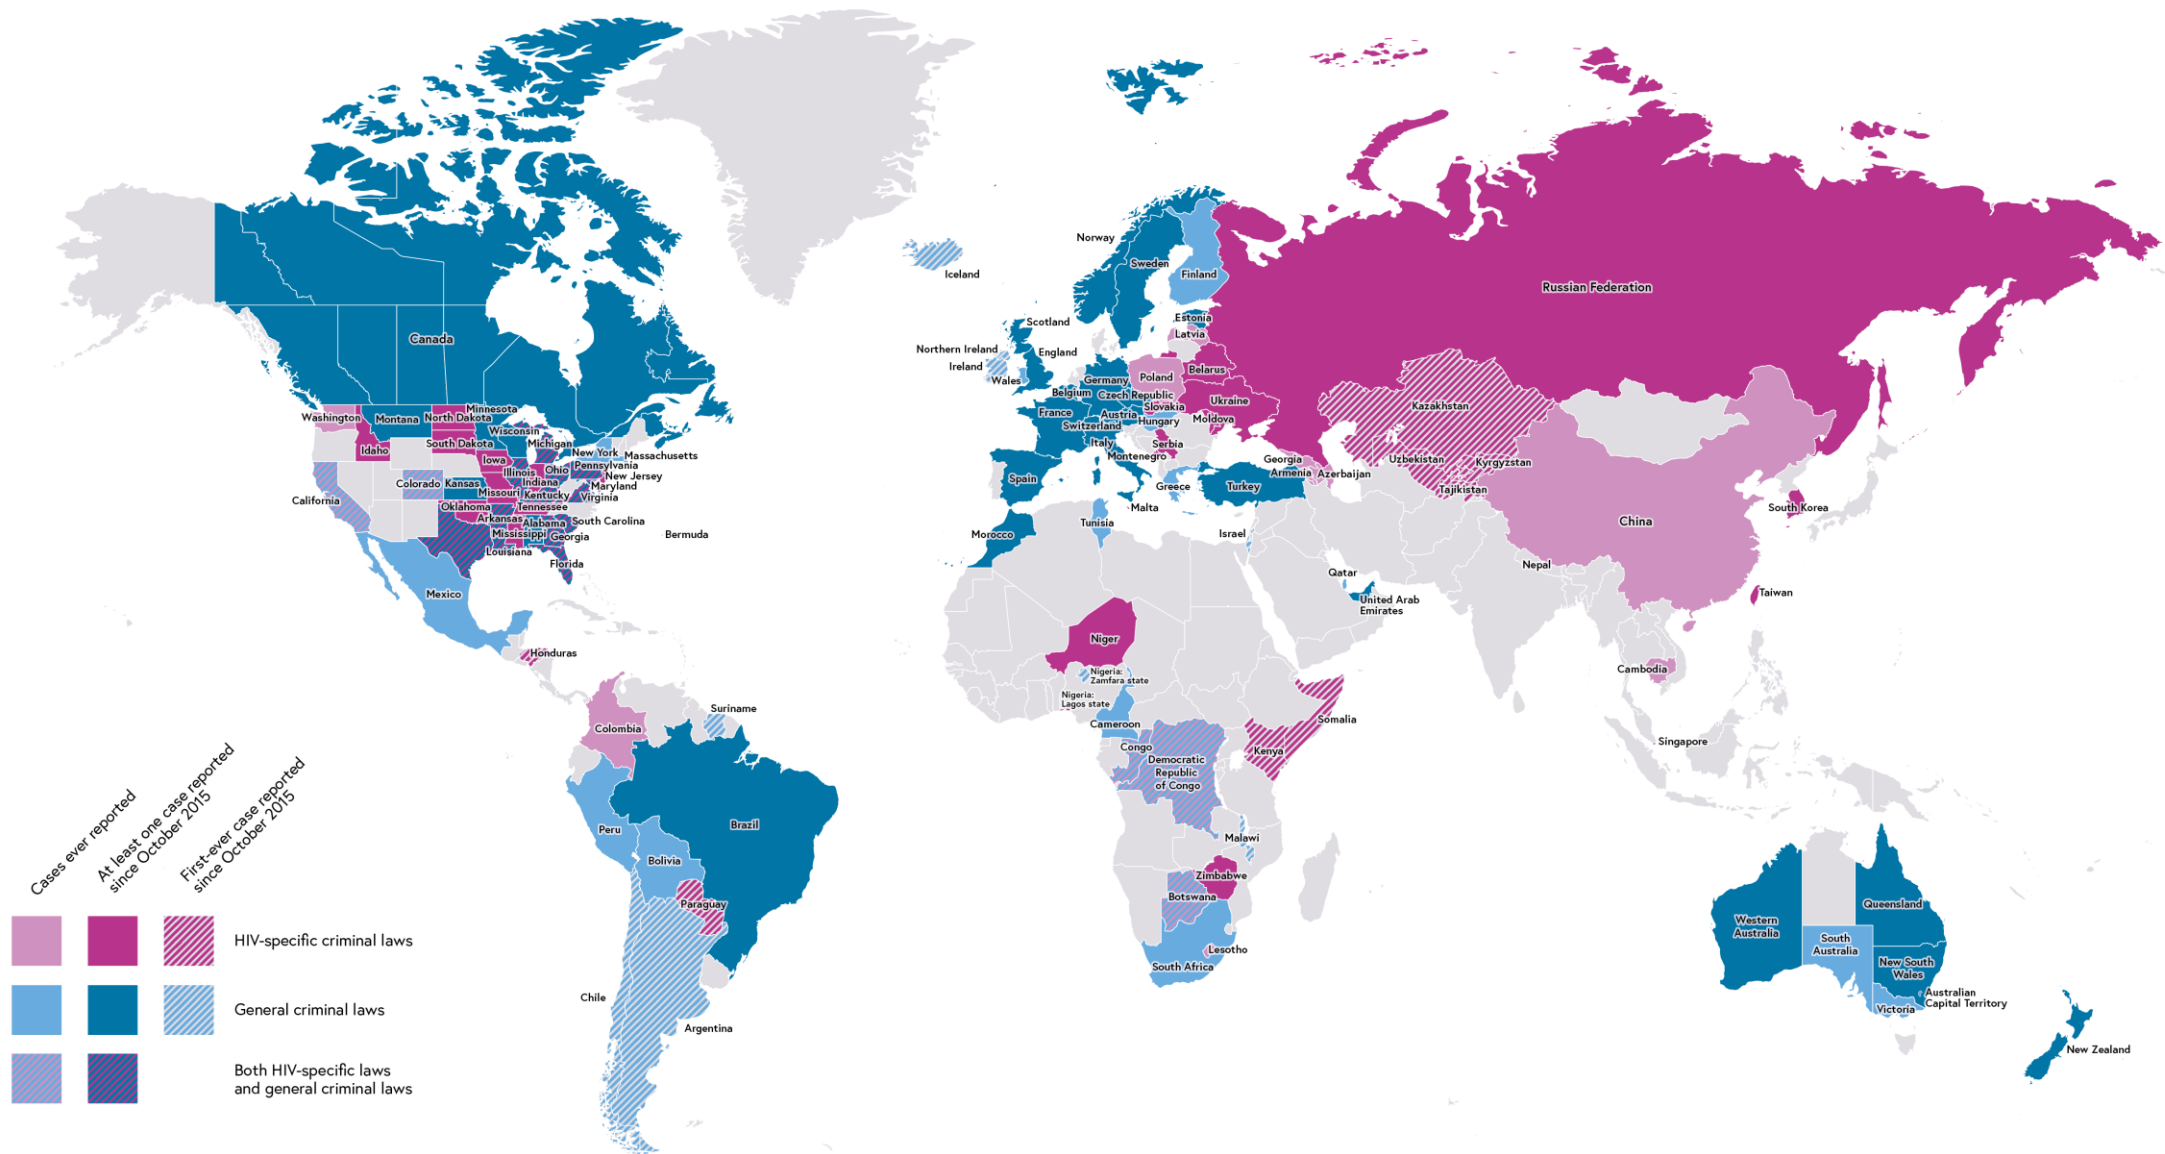 Norway
Sweden
Finland
Iceland
Russian Federation
Estonia
Scotland
Latvia
Northern Ireland
England
Ireland
Wales
Canada
Germany
Poland
Belarus
Belgium
Czech Republic
France
Slovakia
Ukraine
Austria
Hungary
Moldova
Switzerland
Italy
Serbia
Montenegro
Kazakhstan
Washington
Montana
North Dakota
Minnesota
Wisconsin
Idaho
South Dakota
Michigan
New York
Massachusetts
Iowa
Pennsylvania
Illinois
Ohio
New Jersey
Colorado
Kansas
Indiana
Maryland
Missouri
Kentucky
Virginia
California
Oklahoma
Tennessee
Arkansas
Alabama
South Carolina
Mississippi
Georgia
Louisiana
Florida
Bermuda
Mexico
Spain
Greece
Turkey
Georgia
Armenia
Azerbaijan
Uzbekistan
Kyrgyzstan
Tajikistan
Malta
Morocco
Tunisia
Israel
China
South Korea
Nepal
Qatar
United Arab
Emirates
Taiwan
Honduras
Niger
Nigeria:
Zamfara state
Nigeria:
Lagos state
Cambodia
Suriname
Colombia
Cameroon
Somalia
Congo
Democratic
Republic
of Congo
Kenya
Singapore
Brazil
Peru
Bolivia
Malawi
Zimbabwe
Botswana
Paraguay
Lesotho
South Africa
Chile
Argentina
Western
Australia
Queensland
South
Australia
New South
Wales
Australian
Capital Territory
Victoria
New Zealand
Cases ever reported
At least one case reported
since October 2015
First-ever case reported
since October 2015
HIV-specific criminal laws
General criminal laws
Both HIV-specific laws
and general criminal laws